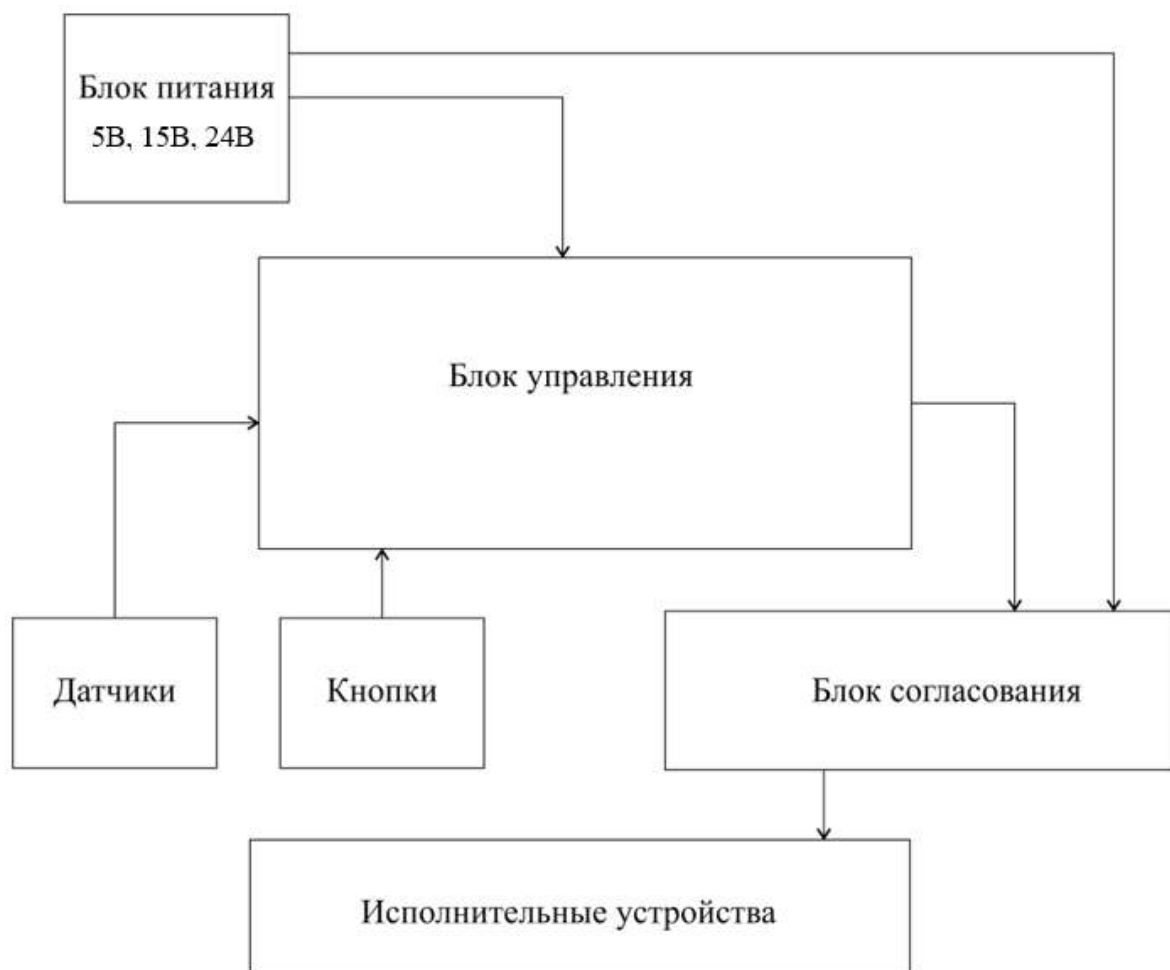 Блок питания
5В, 15В, 24В
Блок управления
Датчики
Кнопки
Блок согласования
Исполнительные устройства